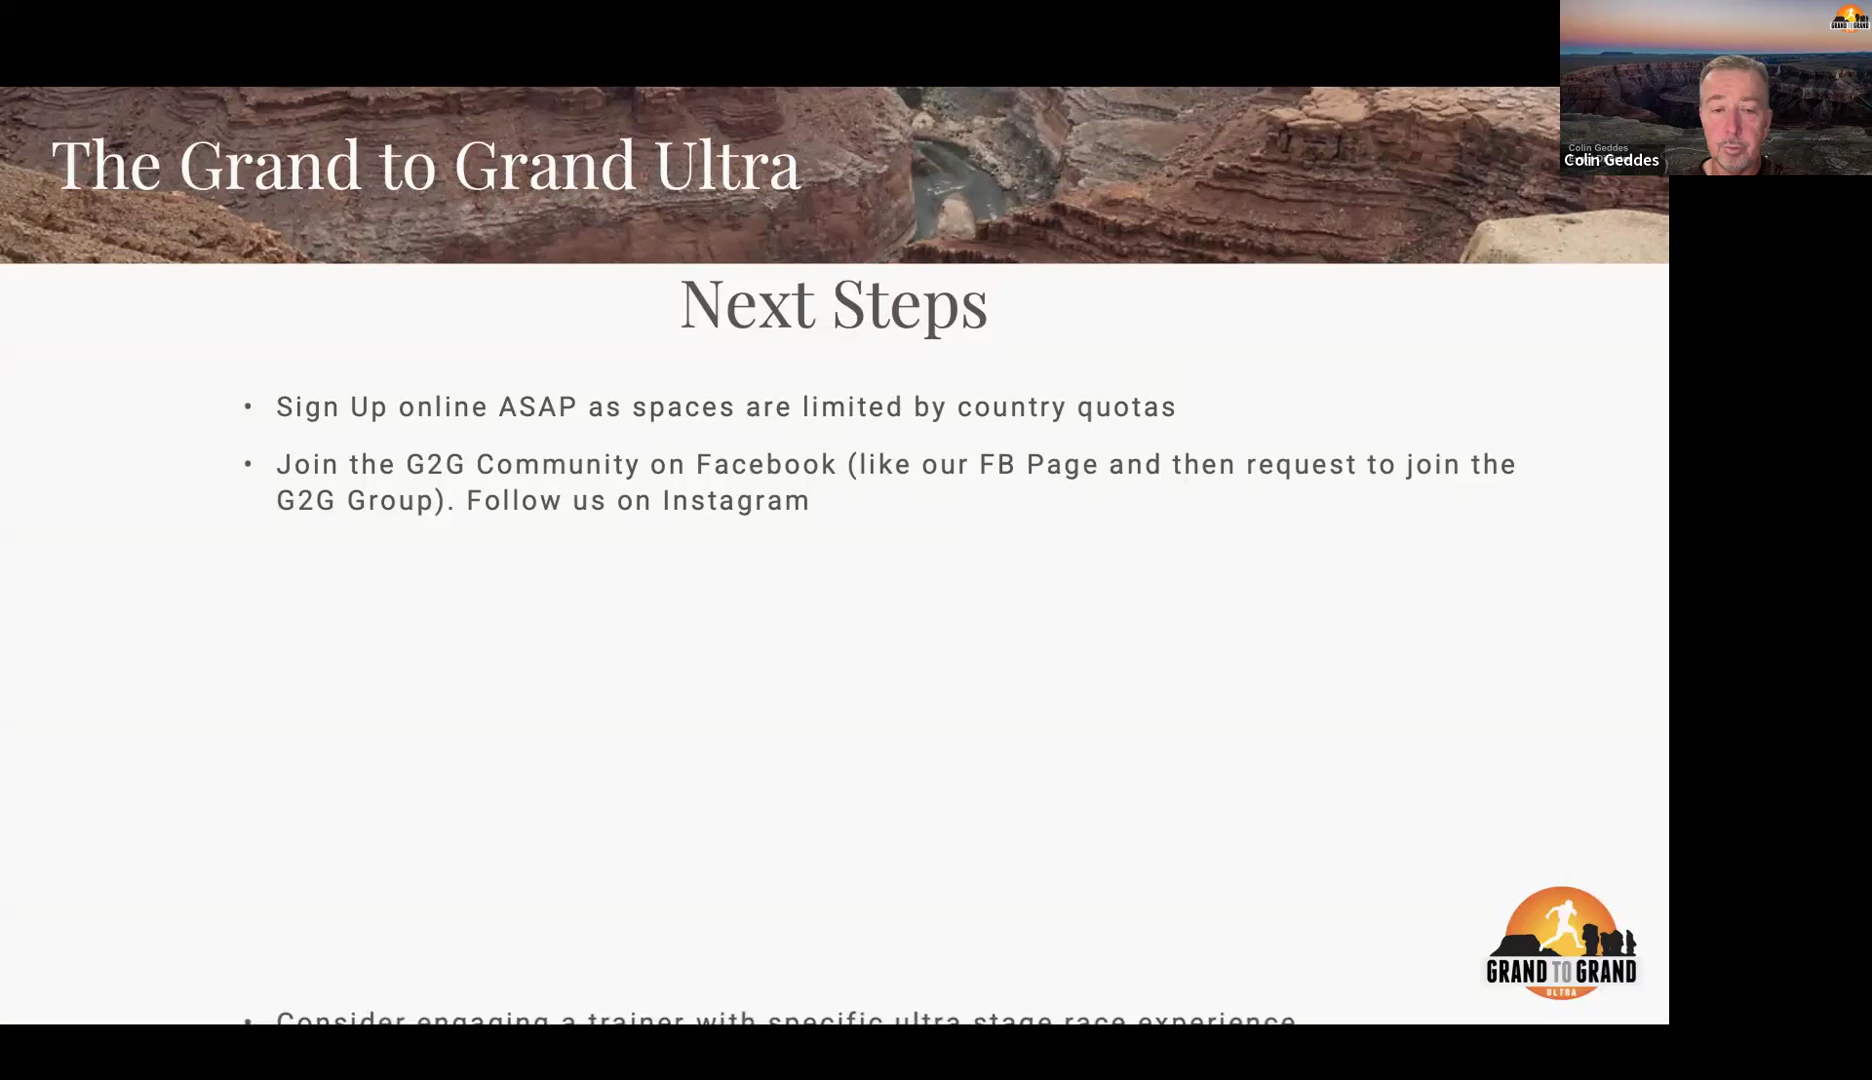 The Grand to Grand Ultra
GRAND TO GRAND
Colin Geddes
Colin Geddes
Next Steps
• Sign Up online ASAP as spaces are limited by country quotas
• Join the G2G Community on Facebook (like our FB Page and then request to join the
G2G Group). Follow us on Instagram
GRAND TO GRAND
ULTRA
• Consider engaging a trainer with specific ultra stage race experience